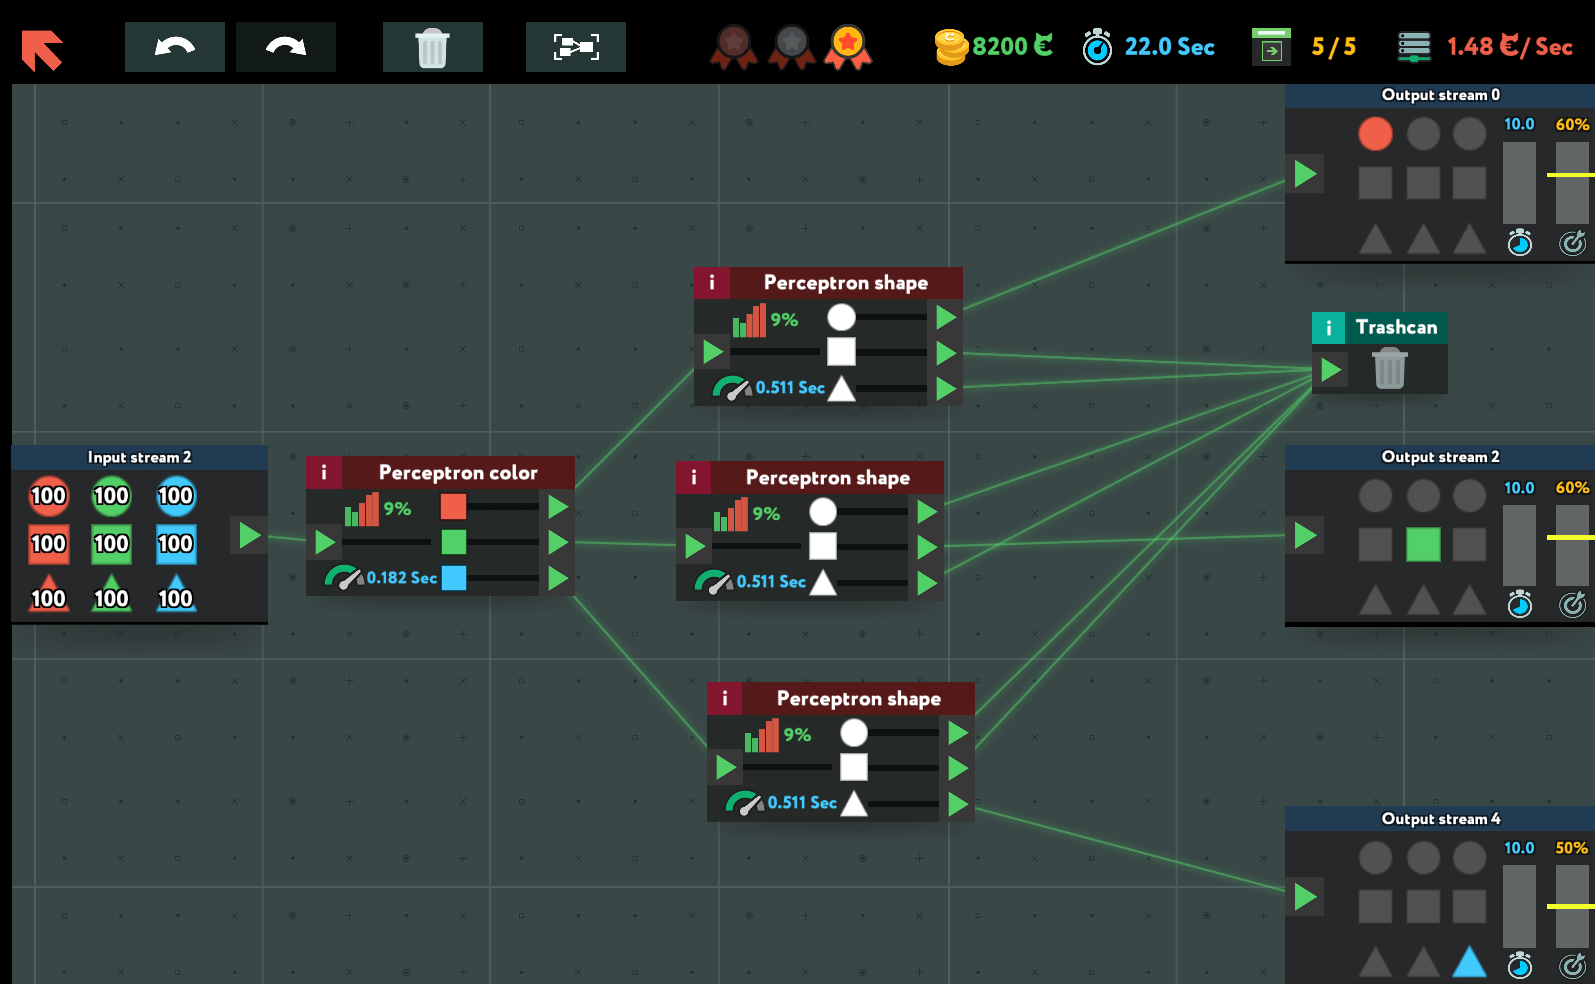 8200
22.0 Sec
5/5
1.48 /Sec
Output stream 0
10.0
60%
i Perceptron shape
9%
0.511 Sec
i Trashcan
Input stream 2
100 100 100
100 100 100
100 100 100
i Perceptron color
9%
0.182 Sec
i Perceptron shape
9%
0.511 Sec
Output stream 2
10.0
60%
i Perceptron shape
9%
0.511 Sec
Output stream 4
10.0
50%